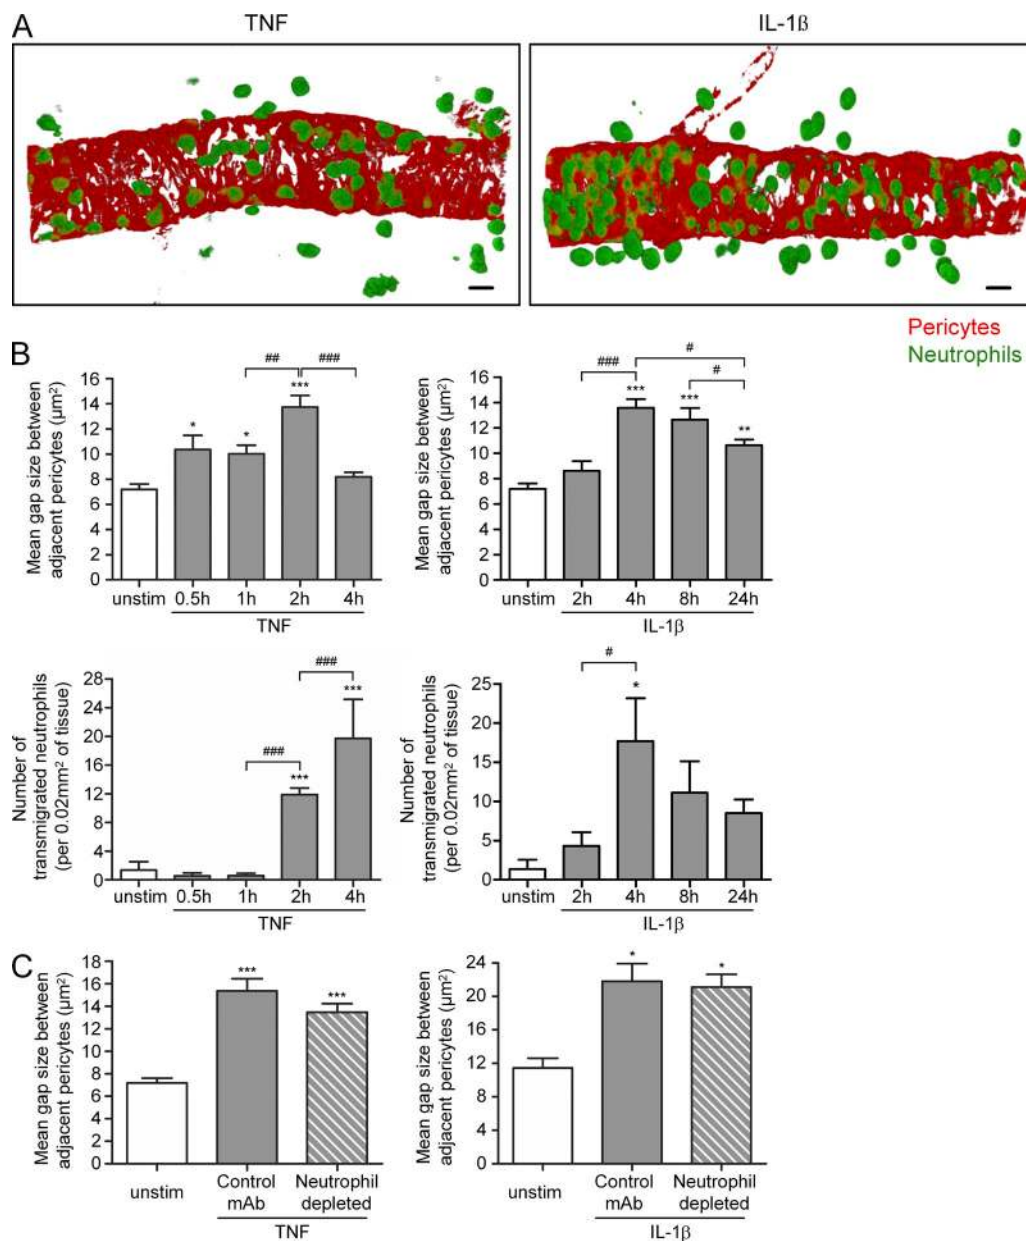 A
TNF
IL-1ß
Pericytes
Neutrophils
B
Mean gap size between
adjacent pericytes (µm²)
16
14
12
10
8
6
4
2
0
*
*
***
##
###
unstim
0.5h
1h
2h
4h
TNF
Mean gap size between
adjacent pericytes (µm²)
16
14
12
10
8
6
4
2
0
###
#
#
***
***
**
unstim
2h
4h
8h
24h
IL-1β
Number of
transmigrated neutrophils
(per 0.02mm² of tissue)
28
24
20
16
12
8
4
0
###
###
***
***
unstim
0.5h
1h
2h
4h
TNF
Number of
transmigrated neutrophils
(per 0.02mm² of tissue)
25
20
15
10
5
0
#
*
unstim
2h
4h
8h
24h
IL-1β
C
Mean gap size between
adjacent pericytes (µm²)
18
16
14
12
10
8
6
4
2
0
***
***
unstim
Control
mAb
Neutrophil
depleted
TNF
Mean gap size between
adjacent pericytes (µm²)
24
20
16
12
8
4
0
*
*
unstim
Control
mAb
Neutrophil
depleted
IL-1β